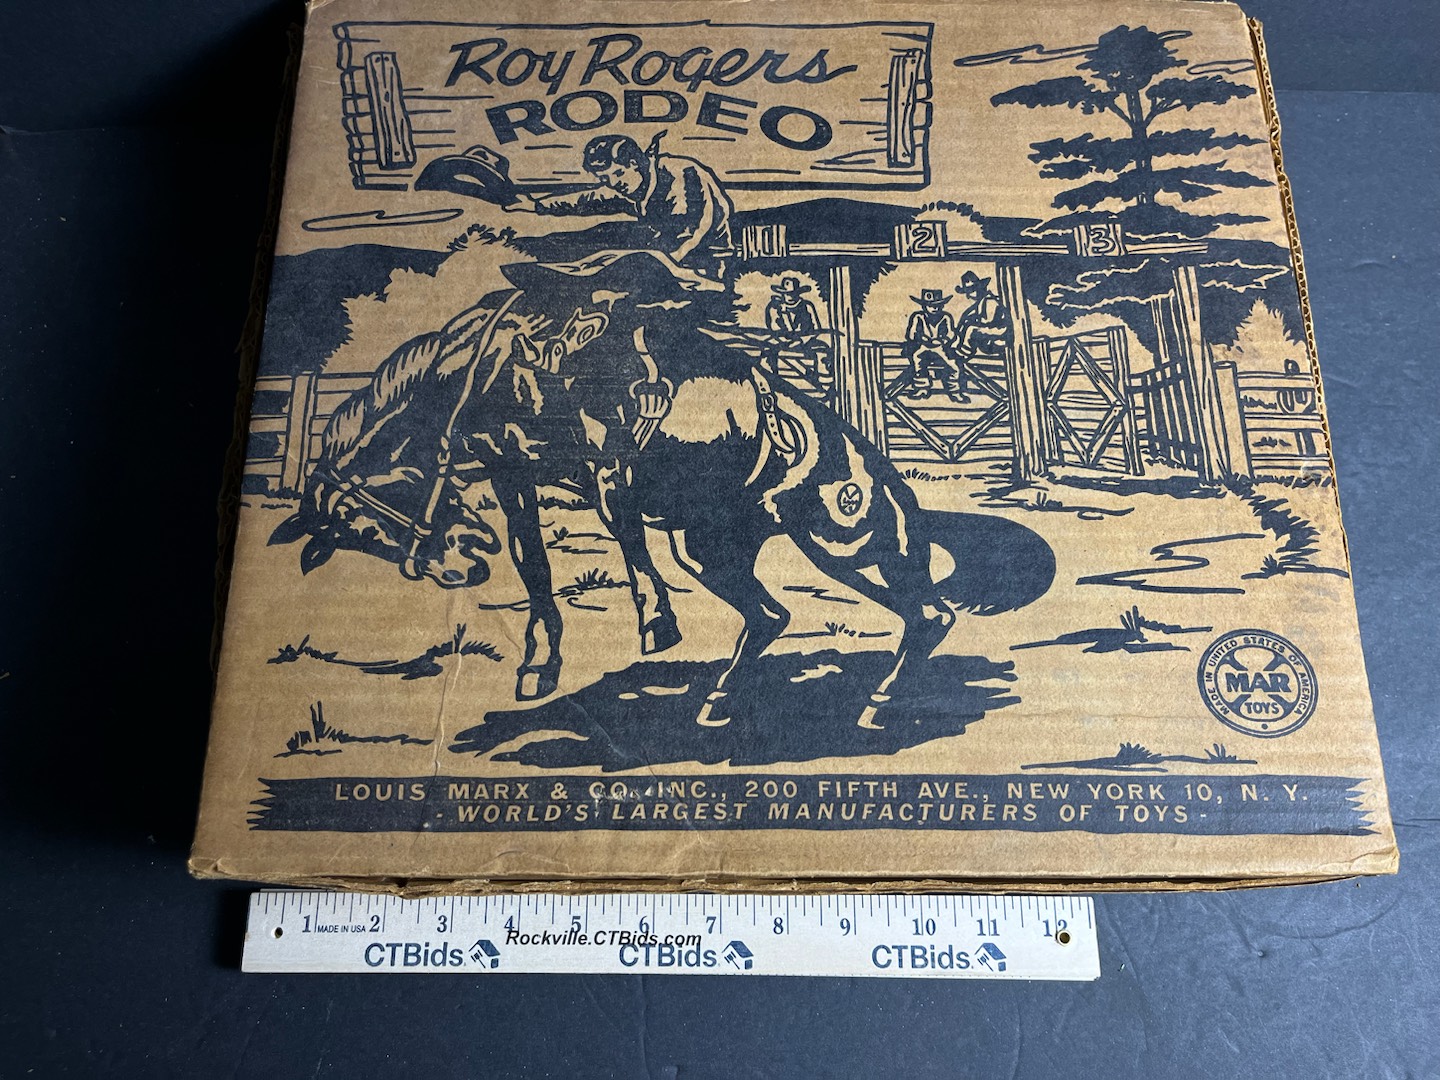 Roy Rogers
RODEO
1 2 3
MADE IN UNITED STATES OF AMERICA
MAR
TOYS
LOUIS MARX & CO. INC., 200 FIFTH AVE., NEW YORK 10, N. Y.
- WORLD'S LARGEST MANUFACTURERS OF TOYS -
1 MADE IN USA 2 3 4 5 6 7 8 9 10 11 12
Rockville.CTBids.com
CTBids CTBids CTBids